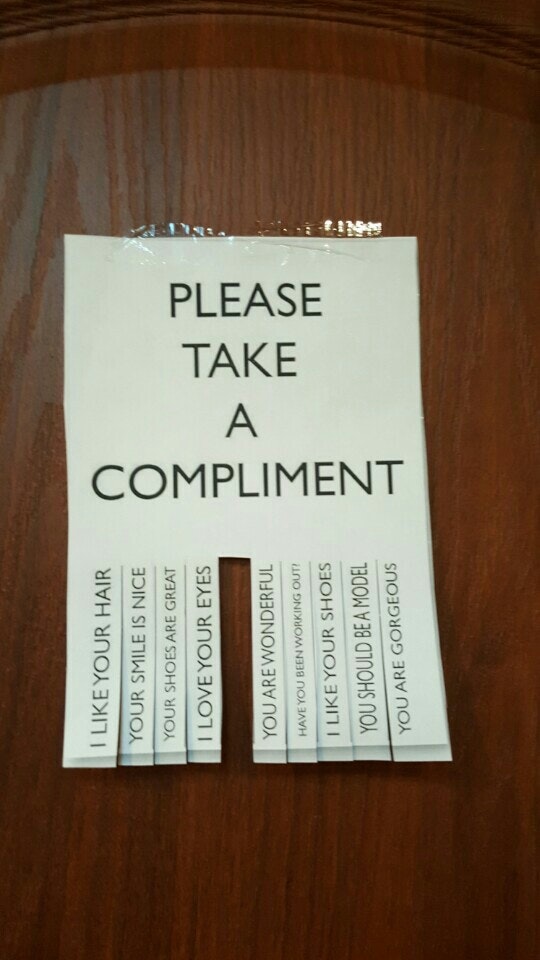 PLEASE
TAKE
A
COMPLIMENT
I LIKE YOUR HAIR
YOUR SMILE IS NICE
YOUR SHOES ARE GREAT
I LOVE YOUR EYES
YOU ARE WONDERFUL
HAVE YOU BEEN WORKING OUT?
I LIKE YOUR SHOES
YOU SHOULD BE A MODEL
YOU ARE GORGEOUS